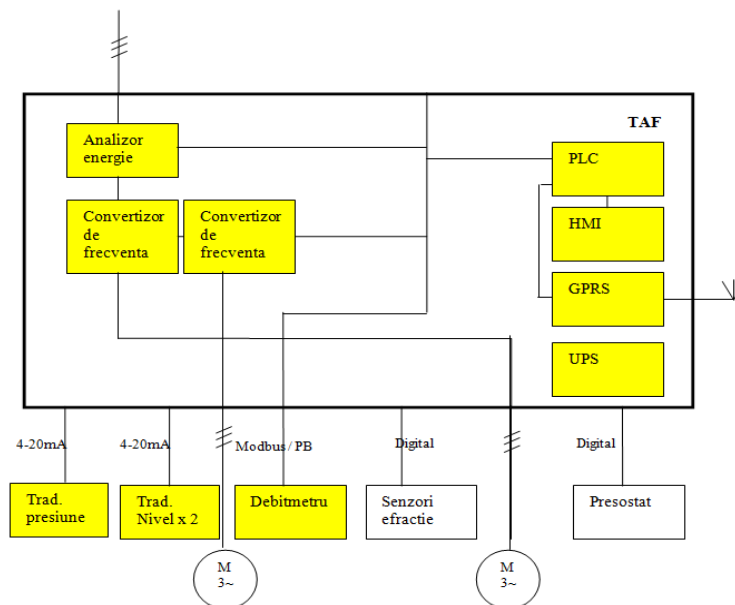 TAF
Analizor
energie
PLC
Convertizor
de
frecventa
Convertizor
de
frecventa
HMI
GPRS
UPS
4-20mA
4-20mA
Modbus / PB
Digital
Digital
Trad.
presiune
Trad.
Nivel x 2
Debitmetru
Senzori
efractie
Presostat
M
3~
M
3~